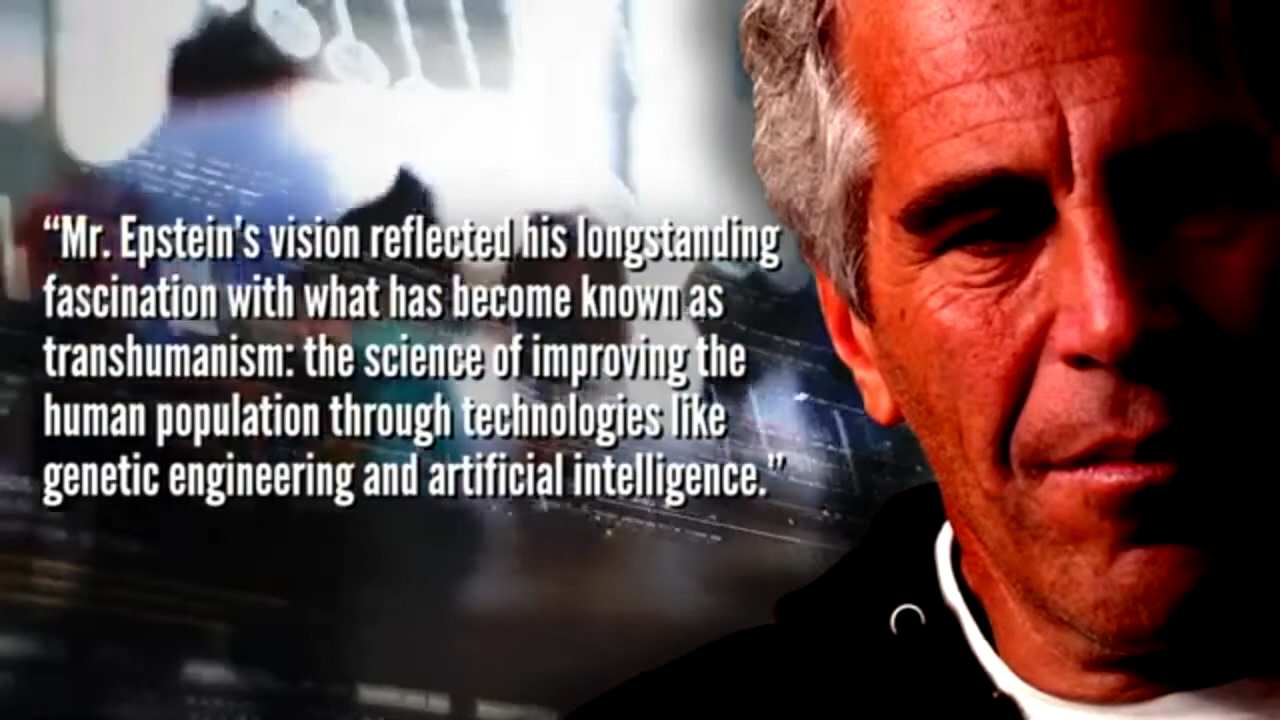 “Mr. Epstein's vision reflected his longstanding
fascination with what has become known as
transhumanism: the science of improving the
human population through technologies like
genetic engineering and artificial intelligence.”